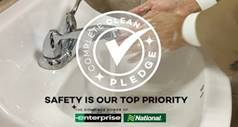 COMPLETE CLEAN
PLEDGE
SAFETY IS OUR TOP PRIORITY
enterprise National